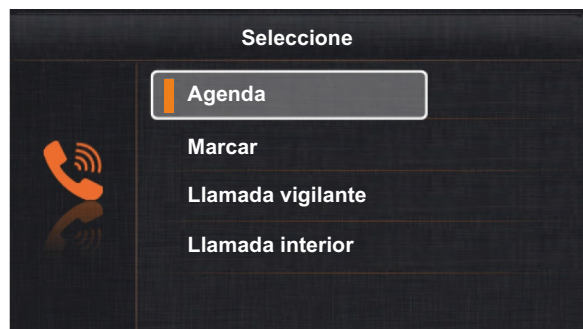 Seleccione
Agenda
Marcar
Llamada vigilante
Llamada interior